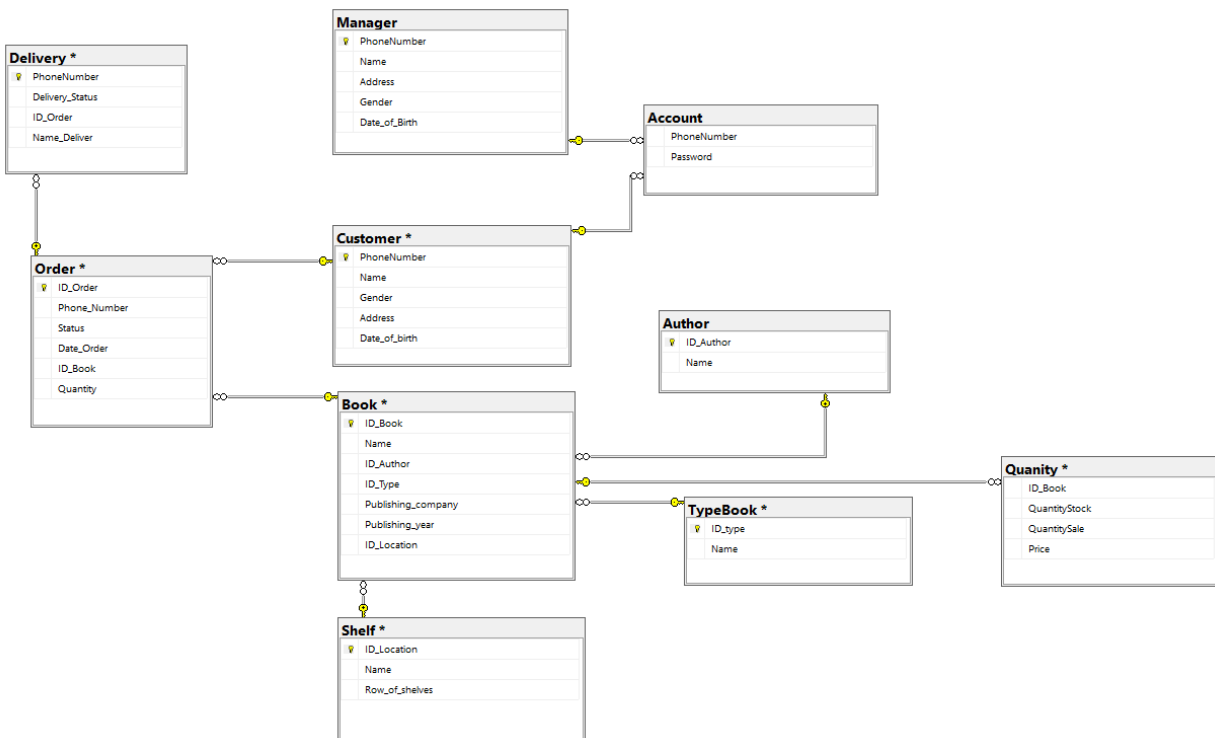 Manager
PhoneNumber
Name
Address
Gender
Date_of_Birth
Delivery *
PhoneNumber
Delivery_Status
ID_Order
Name_Deliver
Account
PhoneNumber
Password
Customer *
PhoneNumber
Name
Gender
Address
Date_of_birth
Order *
ID_Order
Phone_Number
Status
Date_Order
ID_Book
Quantity
Author
ID_Author
Name
Book *
ID_Book
Name
ID_Author
ID_Type
Publishing_company
Publishing_year
ID_Location
Quanity *
ID_Book
QuantityStock
QuantitySale
Price
TypeBook *
ID_type
Name
Shelf *
ID_Location
Name
Row_of_shelves